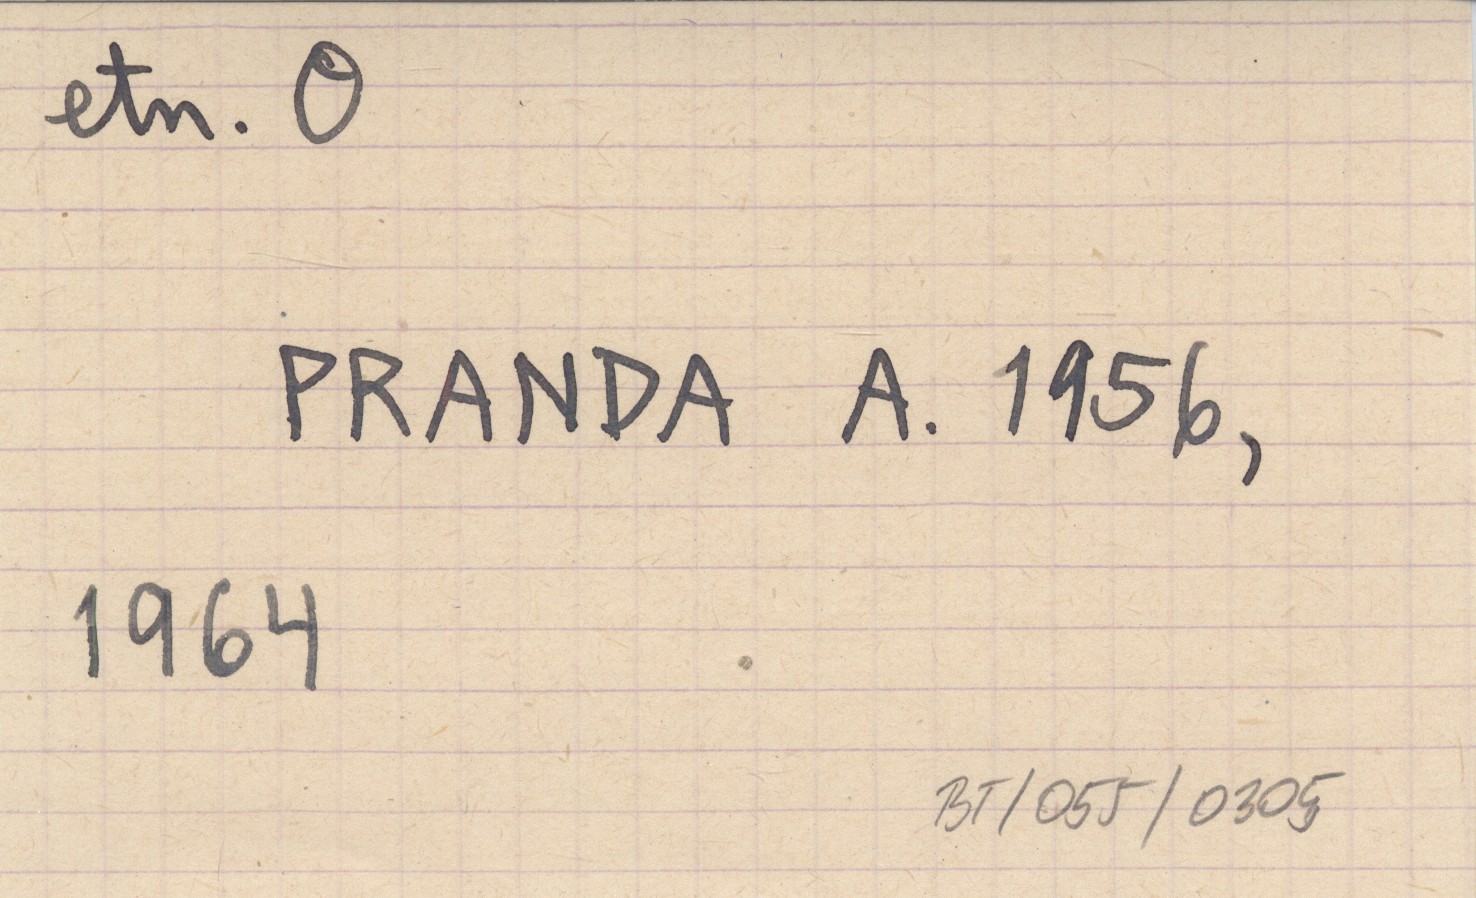 etn. O
PRANDA A. 1956,
1964
BT/055/0305